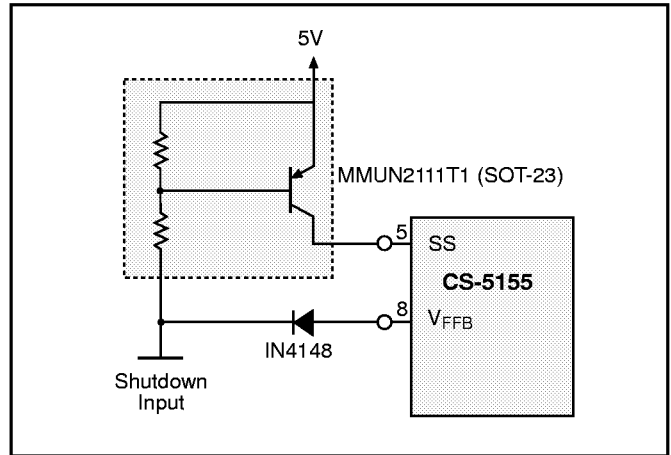 5V
MMUN2111T1 (SOT-23)
5
SS
CS-5155
8
VFFB
IN4148
Shutdown
Input